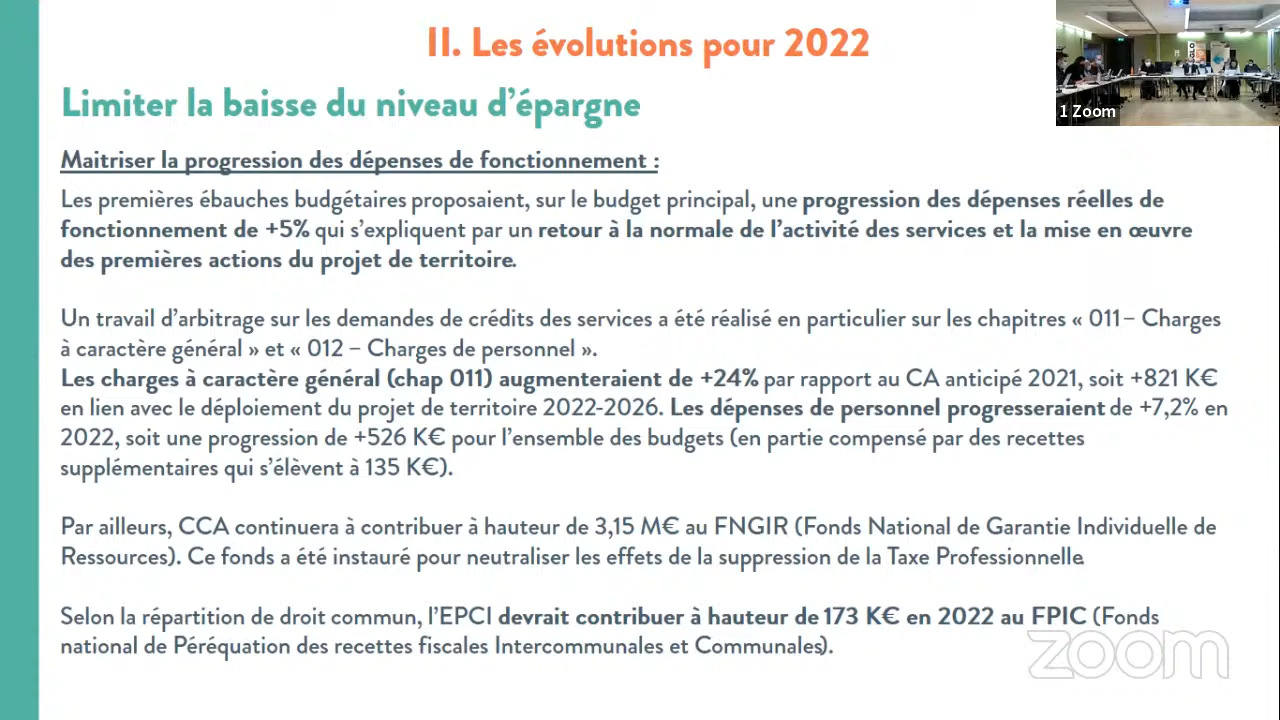 II. Les évolutions pour 2022
Limiter la baisse du niveau d'épargne
1 Zoom
Maitriser la progression des dépenses de fonctionnement :
Les premières ébauches budgétaires proposaient, sur le budget principal, une progression des dépenses réelles de
fonctionnement de +5% qui s'expliquent par un retour à la normale de l'activité des services et la mise en œuvre
des premières actions du projet de territoire.
Un travail d'arbitrage sur les demandes de crédits des services a été réalisé en particulier sur les chapitres « 011 – Charges
à caractère général » et « 012 – Charges de personnel ».
Les charges à caractère général (chap 011) augmenteraient de +24% par rapport au CA anticipé 2021, soit +821 K€
en lien avec le déploiement du projet de territoire 2022-2026. Les dépenses de personnel progresseraient de +7,2% en
2022, soit une progression de +526 K€ pour l'ensemble des budgets (en partie compensé par des recettes
supplémentaires qui s'élèvent à 135 K€).
Par ailleurs, CCA continuera à contribuer à hauteur de 3,15 M€ au FNGIR (Fonds National de Garantie Individuelle de
Ressources). Ce fonds a été instauré pour neutraliser les effets de la suppression de la Taxe Professionnelle.
Selon la répartition de droit commun, l'EPCI devrait contribuer à hauteur de 173 K€ en 2022 au FPIC (Fonds
national de Péréquation des recettes fiscales Intercommunales et Communales).
zoom